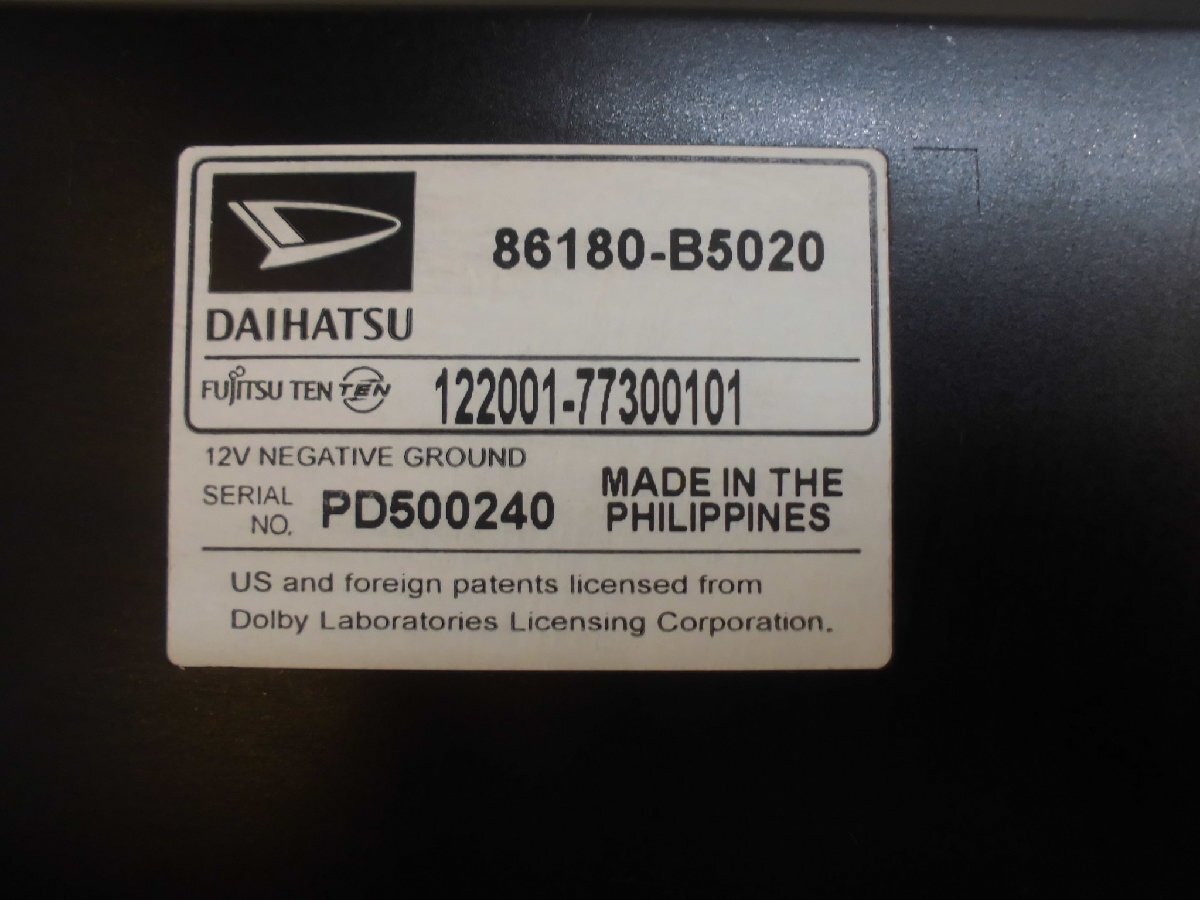 86180-B5020
DAIHATSU
FUJITSU TEN TEN 122001-77300101
12V NEGATIVE GROUND
SERIAL NO. PD500240
MADE IN THE
PHILIPPINES
US and foreign patents licensed from
Dolby Laboratories Licensing Corporation.